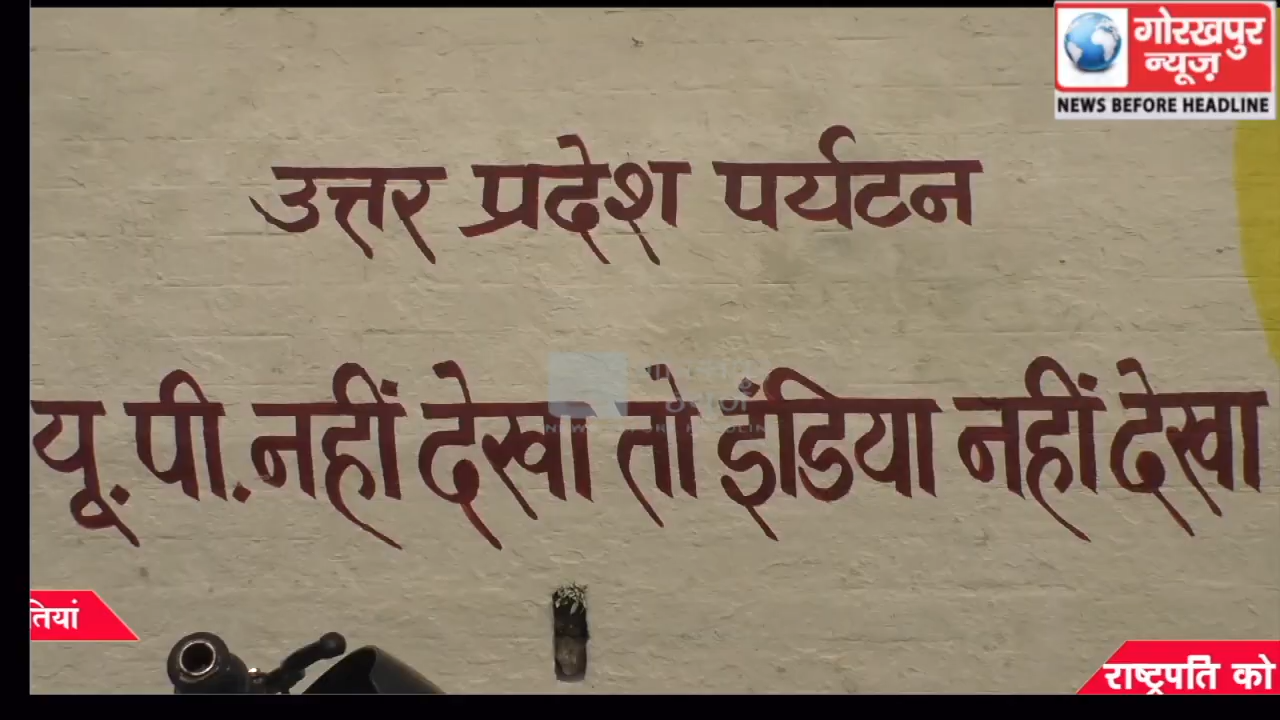 गोरखपुर
न्यूज़
NEWS BEFORE HEADLINE
उत्तर प्रदेश पर्यटन
यू. पी. नहीं देखा तो इंडिया नहीं देखा
तियां
राष्ट्रपति को